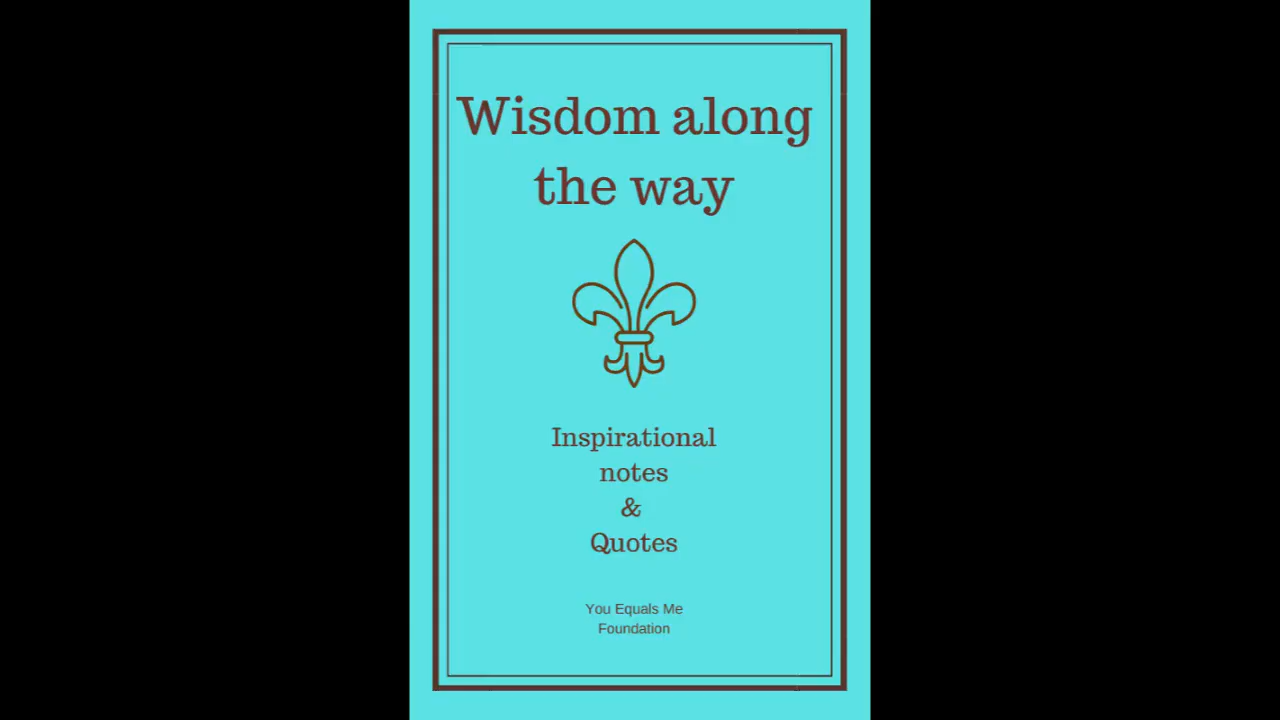 Wisdom along
the way
Inspirational
notes
&
Quotes
You Equals Me
Foundation